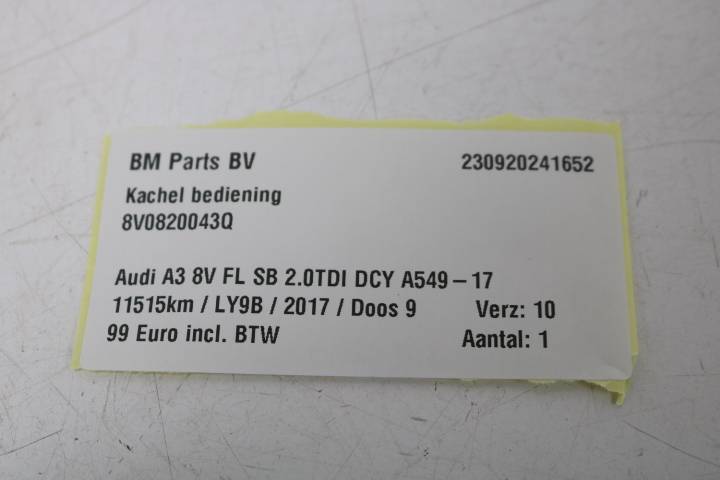 BM Parts BV 230920241652
Kachel bediening
8V0820043Q
Audi A3 8V FL SB 2.0TDI DCY A549-17
11515km / LY9B / 2017 / Doos 9 Verz: 10
99 Euro incl. BTW Aantal: 1